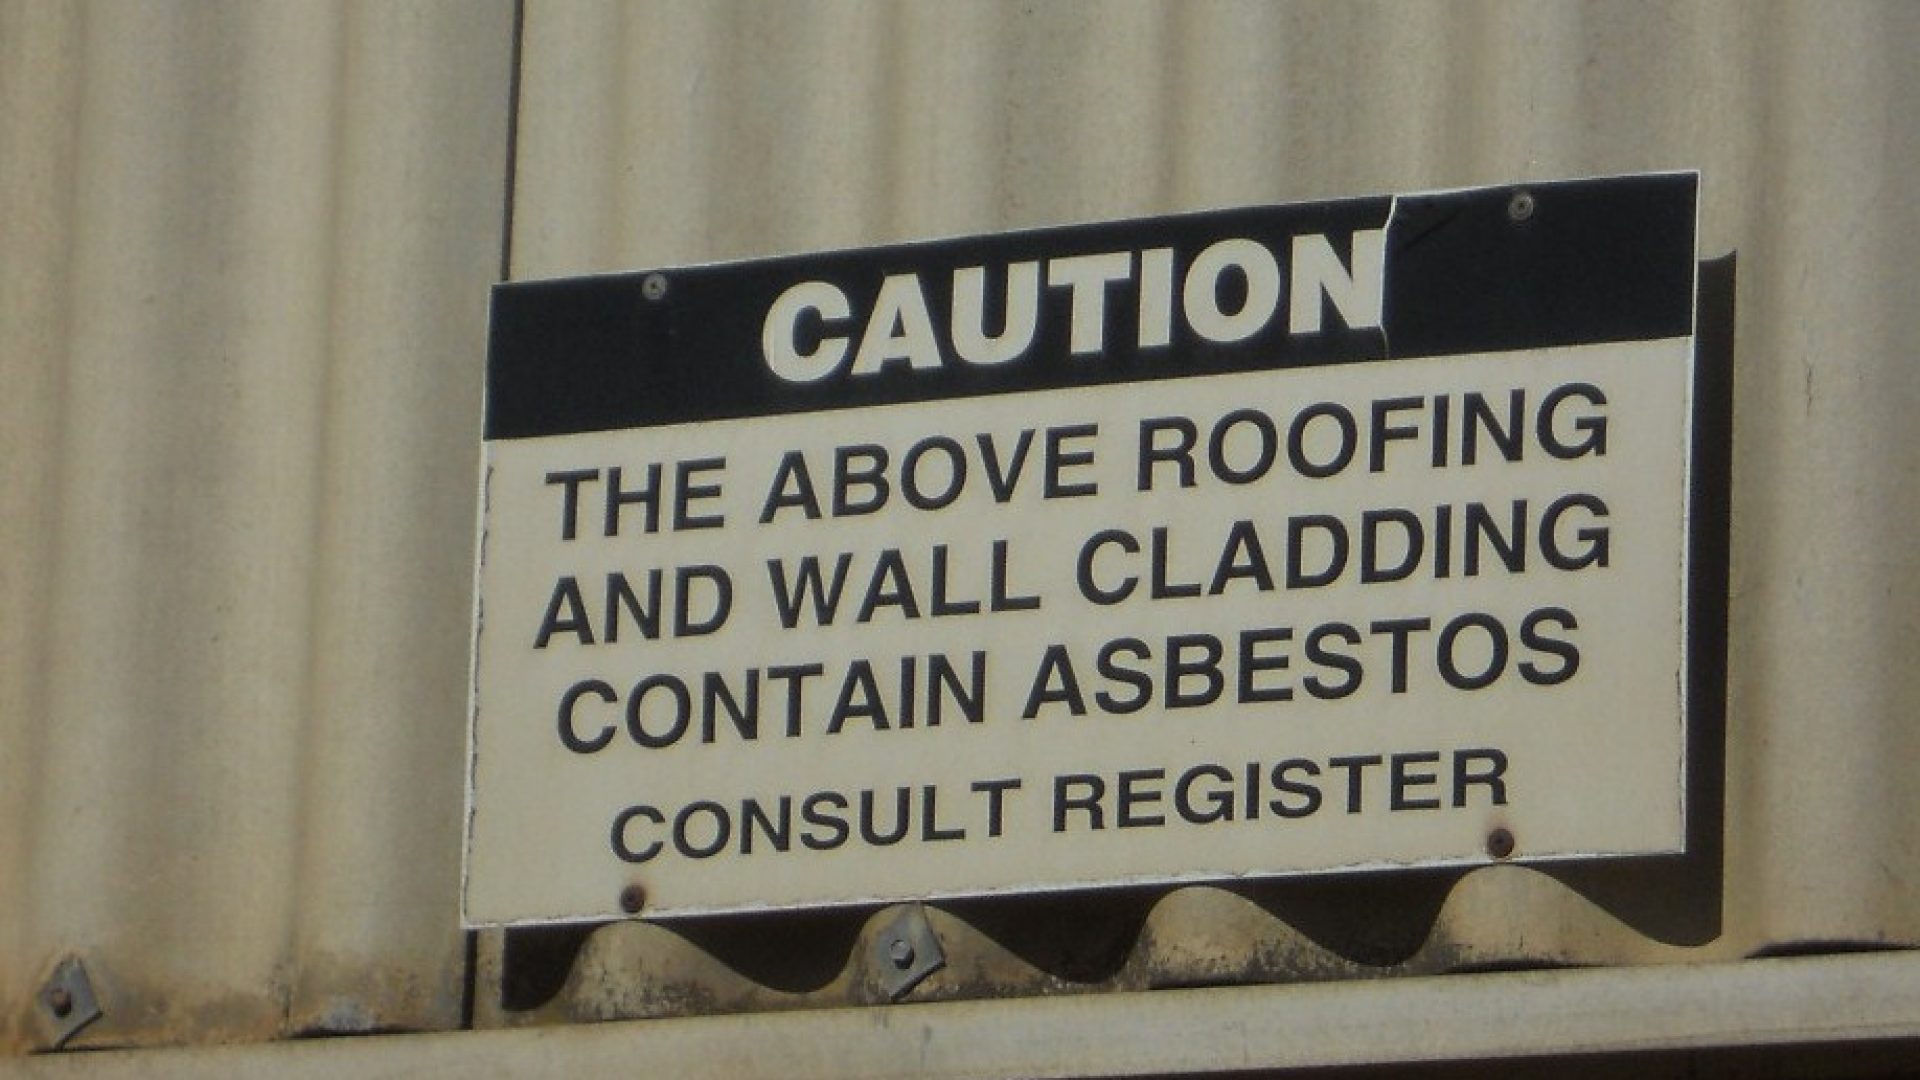 CAUTION
THE ABOVE ROOFING
AND WALL CLADDING
CONTAIN ASBESTOS
CONSULT REGISTER